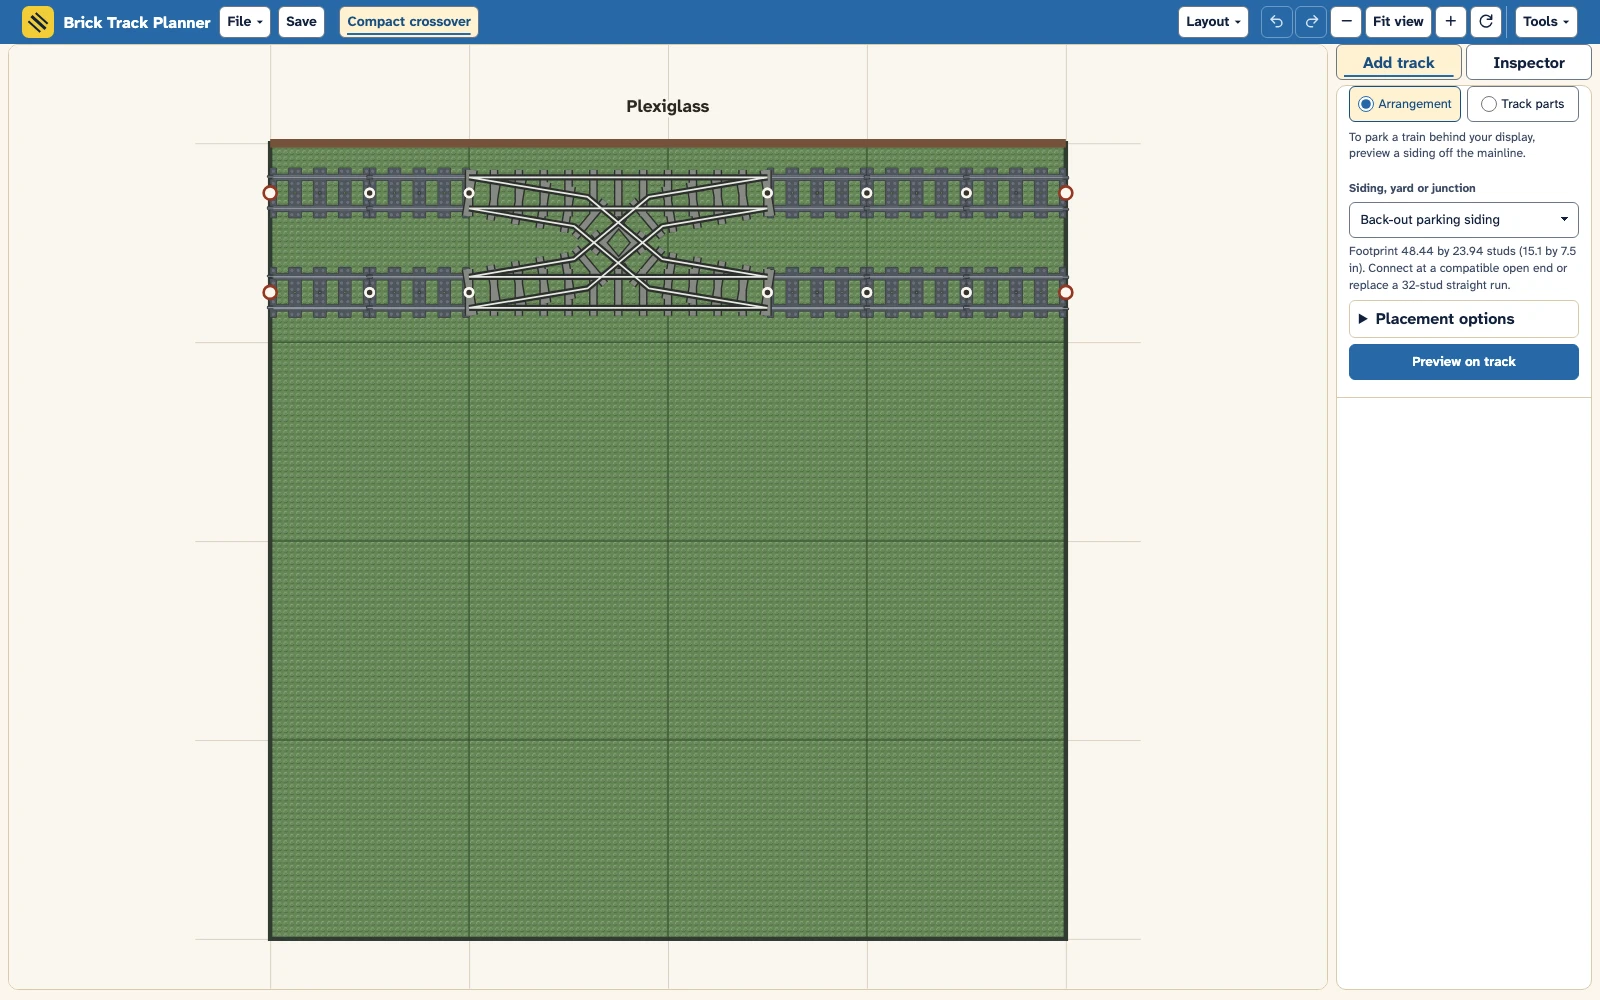 Brick Track Planner
File
Save
Compact crossover
Layout
Fit view
Tools
Add track
Inspector
Arrangement
Track parts
To park a train behind your display,
preview a siding off the mainline.
Siding, yard or junction
Back-out parking siding
Footprint 48.44 by 23.94 studs (15.1 by 7.5
in). Connect at a compatible open end or
replace a 32-stud straight run.
Placement options
Preview on track
Plexiglass